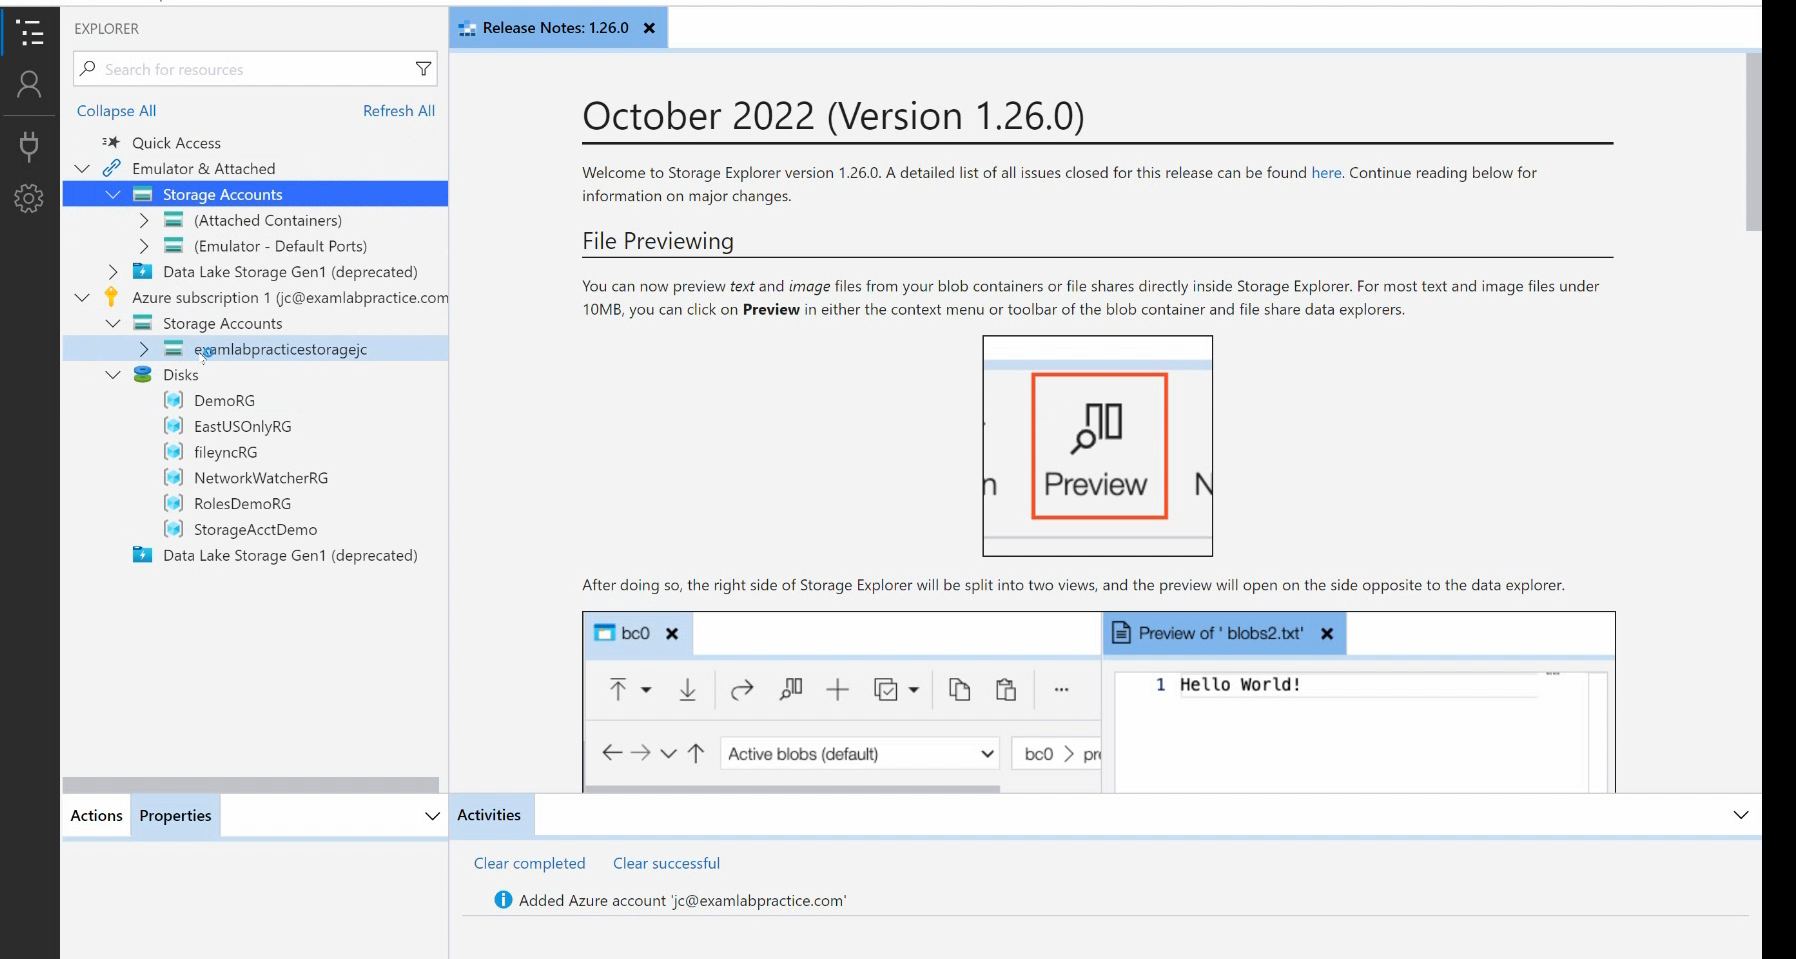 EXPLORER
Search for resources
Collapse All
Refresh All
Quick Access
Emulator & Attached
Storage Accounts
(Attached Containers)
(Emulator - Default Ports)
Data Lake Storage Gen1 (deprecated)
Azure subscription 1 (jc@examlabpractice.com
Storage Accounts
examlabpracticestoragejc
Disks
DemoRG
EastUSOnlyRG
fileyncRG
NetworkWatcherRG
RolesDemoRG
StorageAcctDemo
Data Lake Storage Gen1 (deprecated)
Actions
Properties
Release Notes: 1.26.0
October 2022 (Version 1.26.0)
Welcome to Storage Explorer version 1.26.0. A detailed list of all issues closed for this release can be found here. Continue reading below for
information on major changes.
File Previewing
You can now preview text and image files from your blob containers or file shares directly inside Storage Explorer. For most text and image files under
10MB, you can click on Preview in either the context menu or toolbar of the blob container and file share data explorers.
n
Preview
N
After doing so, the right side of Storage Explorer will be split into two views, and the preview will open on the side opposite to the data explorer.
bc0
Preview of ' blobs2.txt'
1 Hello World!
Active blobs (default)
bc0 > pr
Activities
Clear completed
Clear successful
Added Azure account 'jc@examlabpractice.com'